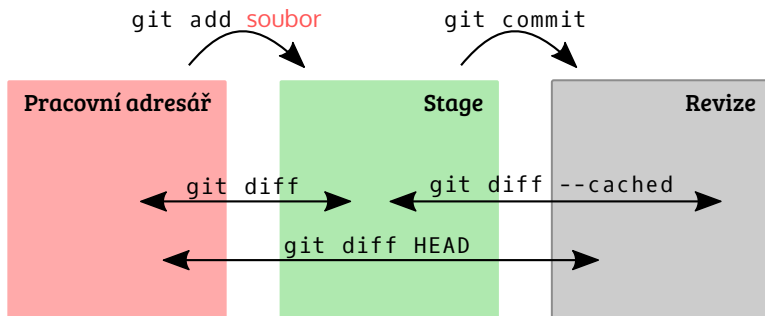 git add soubor
git commit
Pracovní adresář
Stage
Revize
git diff
git diff --cached
git diff HEAD